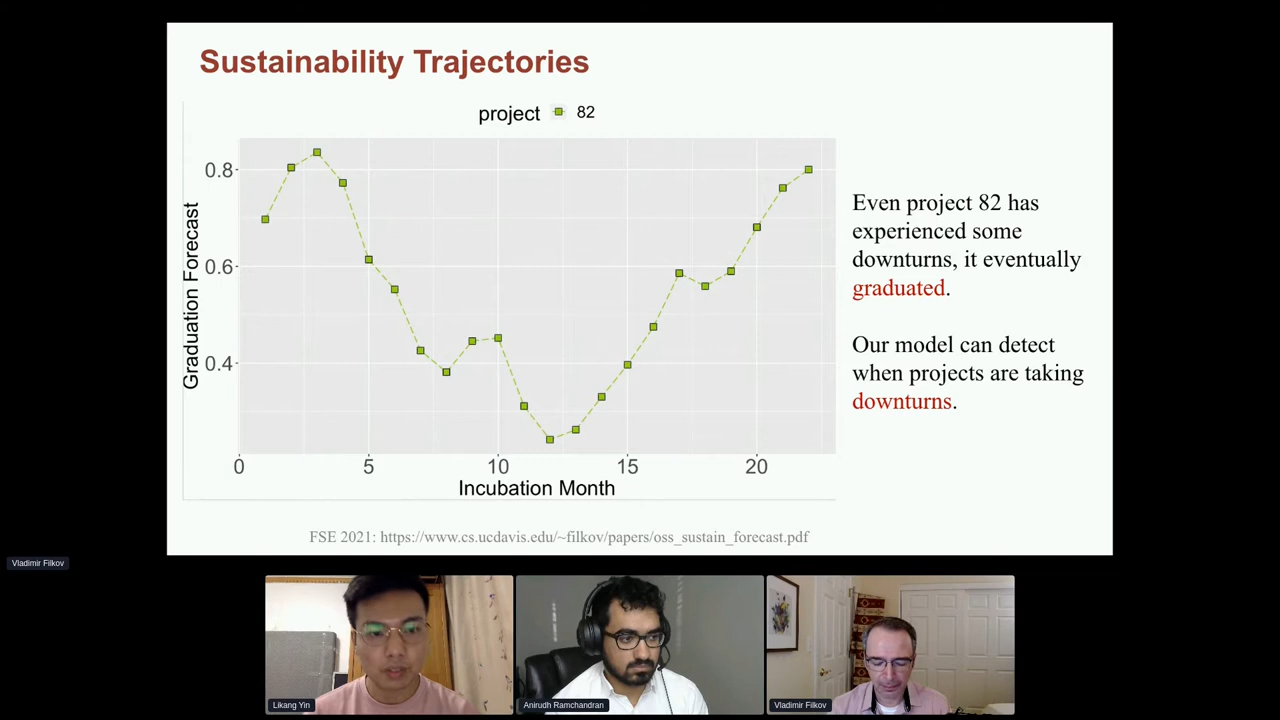 Sustainability Trajectories
project 82
Graduation Forecast
0.8
0.6
0.4
0 5 10 15 20
Incubation Month
Even project 82 has
experienced some
downturns, it eventually
graduated.
Our model can detect
when projects are taking
downturns.
FSE 2021: https://www.cs.ucdavis.edu/~filkov/papers/oss_sustain_forecast.pdf
Vladimir Filkov
Likang Yin
Anirudh Ramchandran
Vladimir Filkov